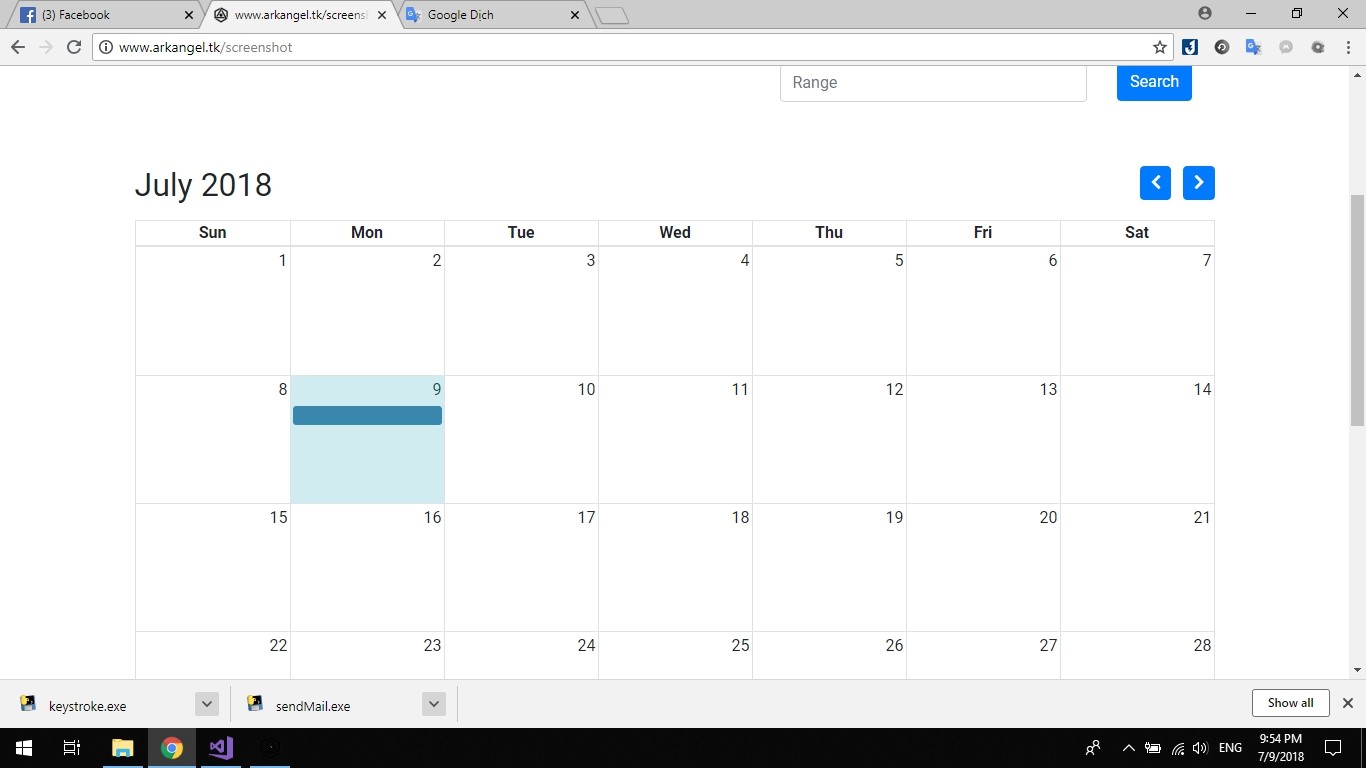 (3) Facebook
www.arkangel.tk/screens
Google Dịch
www.arkangel.tk/screenshot
Range
Search
July 2018
Sun Mon Tue Wed Thu Fri Sat
1 2 3 4 5 6 7
8 9 10 11 12 13 14
15 16 17 18 19 20 21
22 23 24 25 26 27 28
keystroke.exe
sendMail.exe
Show all
ENG
9:54 PM
7/9/2018